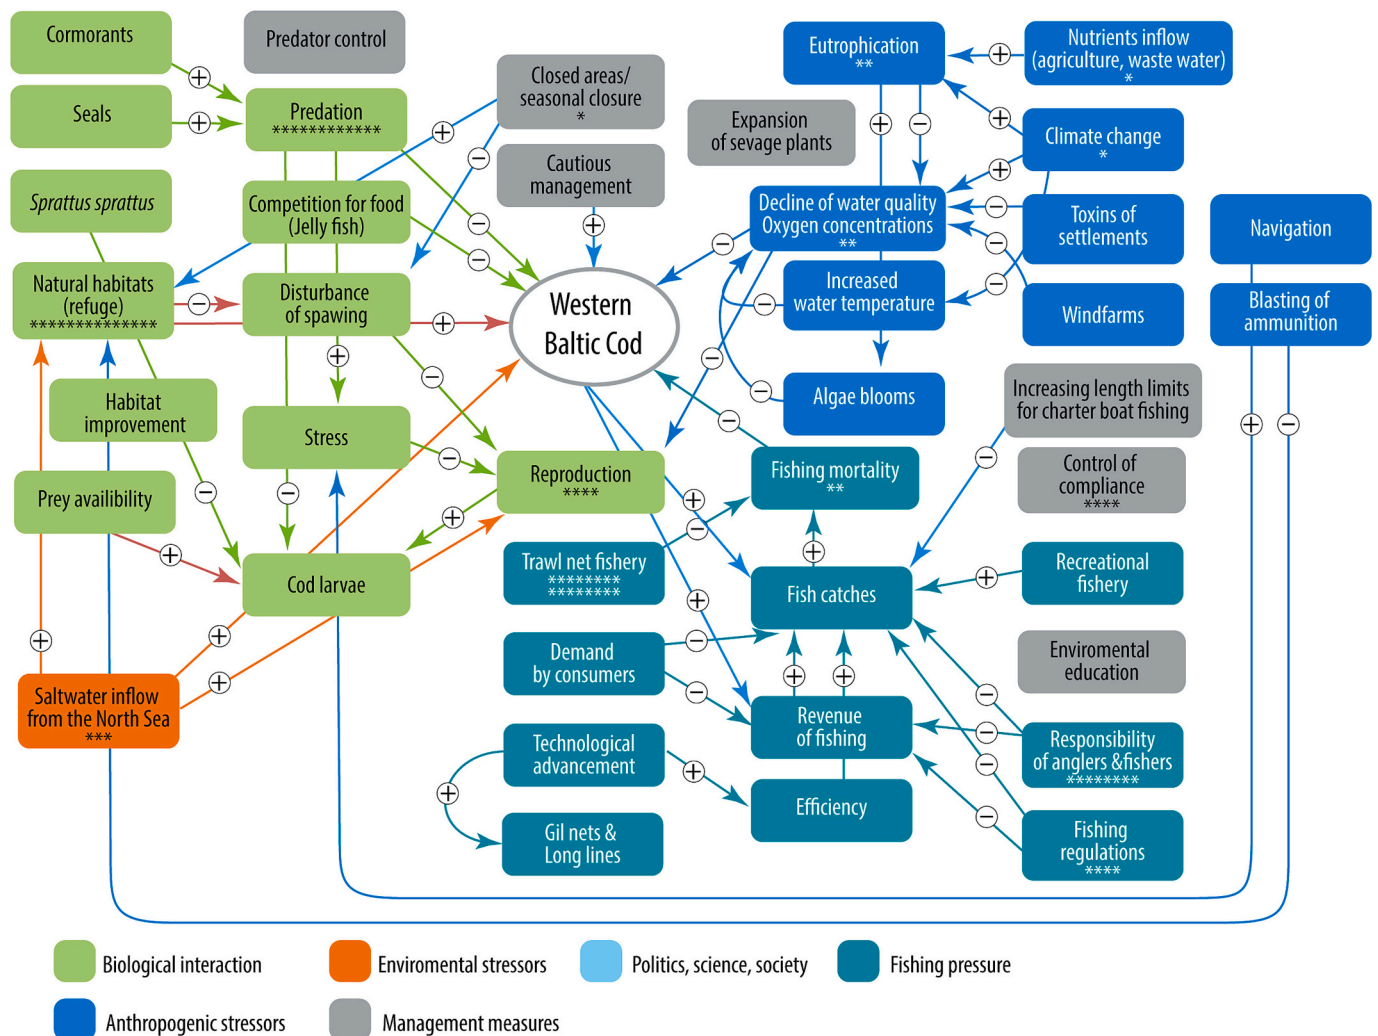 Cormorants
Predator control
Seals
Predation
************
Closed areas/
seasonal closure
*
Cautious
management
Sprattus sprattus
Competition for food
(Jelly fish)
Natural habitats
(refuge)
**************
Disturbance
of spawing
Western
Baltic Cod
Habitat
improvement
Stress
Prey availibility
Reproduction
****
Cod larvae
Saltwater inflow
from the North Sea
***
Eutrophication
**
Nutrients inflow
(agriculture, waste water)
*
Expansion
of sevage plants
Climate change
*
Decline of water quality
Oxygen concentrations
**
Toxins of
settlements
Navigation
Increased
water temperature
Windfarms
Blasting of
ammunition
Algae blooms
Increasing length limits
for charter boat fishing
Fishing mortality
**
Control of
compliance
****
Trawl net fishery
********
********
Fish catches
Recreational
fishery
Demand
by consumers
Enviromental
education
Revenue
of fishing
Responsibility
of anglers &fishers
********
Technological
advancement
Efficiency
Gil nets &
Long lines
Fishing
regulations
****
Biological interaction
Enviromental stressors
Politics, science, society
Fishing pressure
Anthropogenic stressors
Management measures